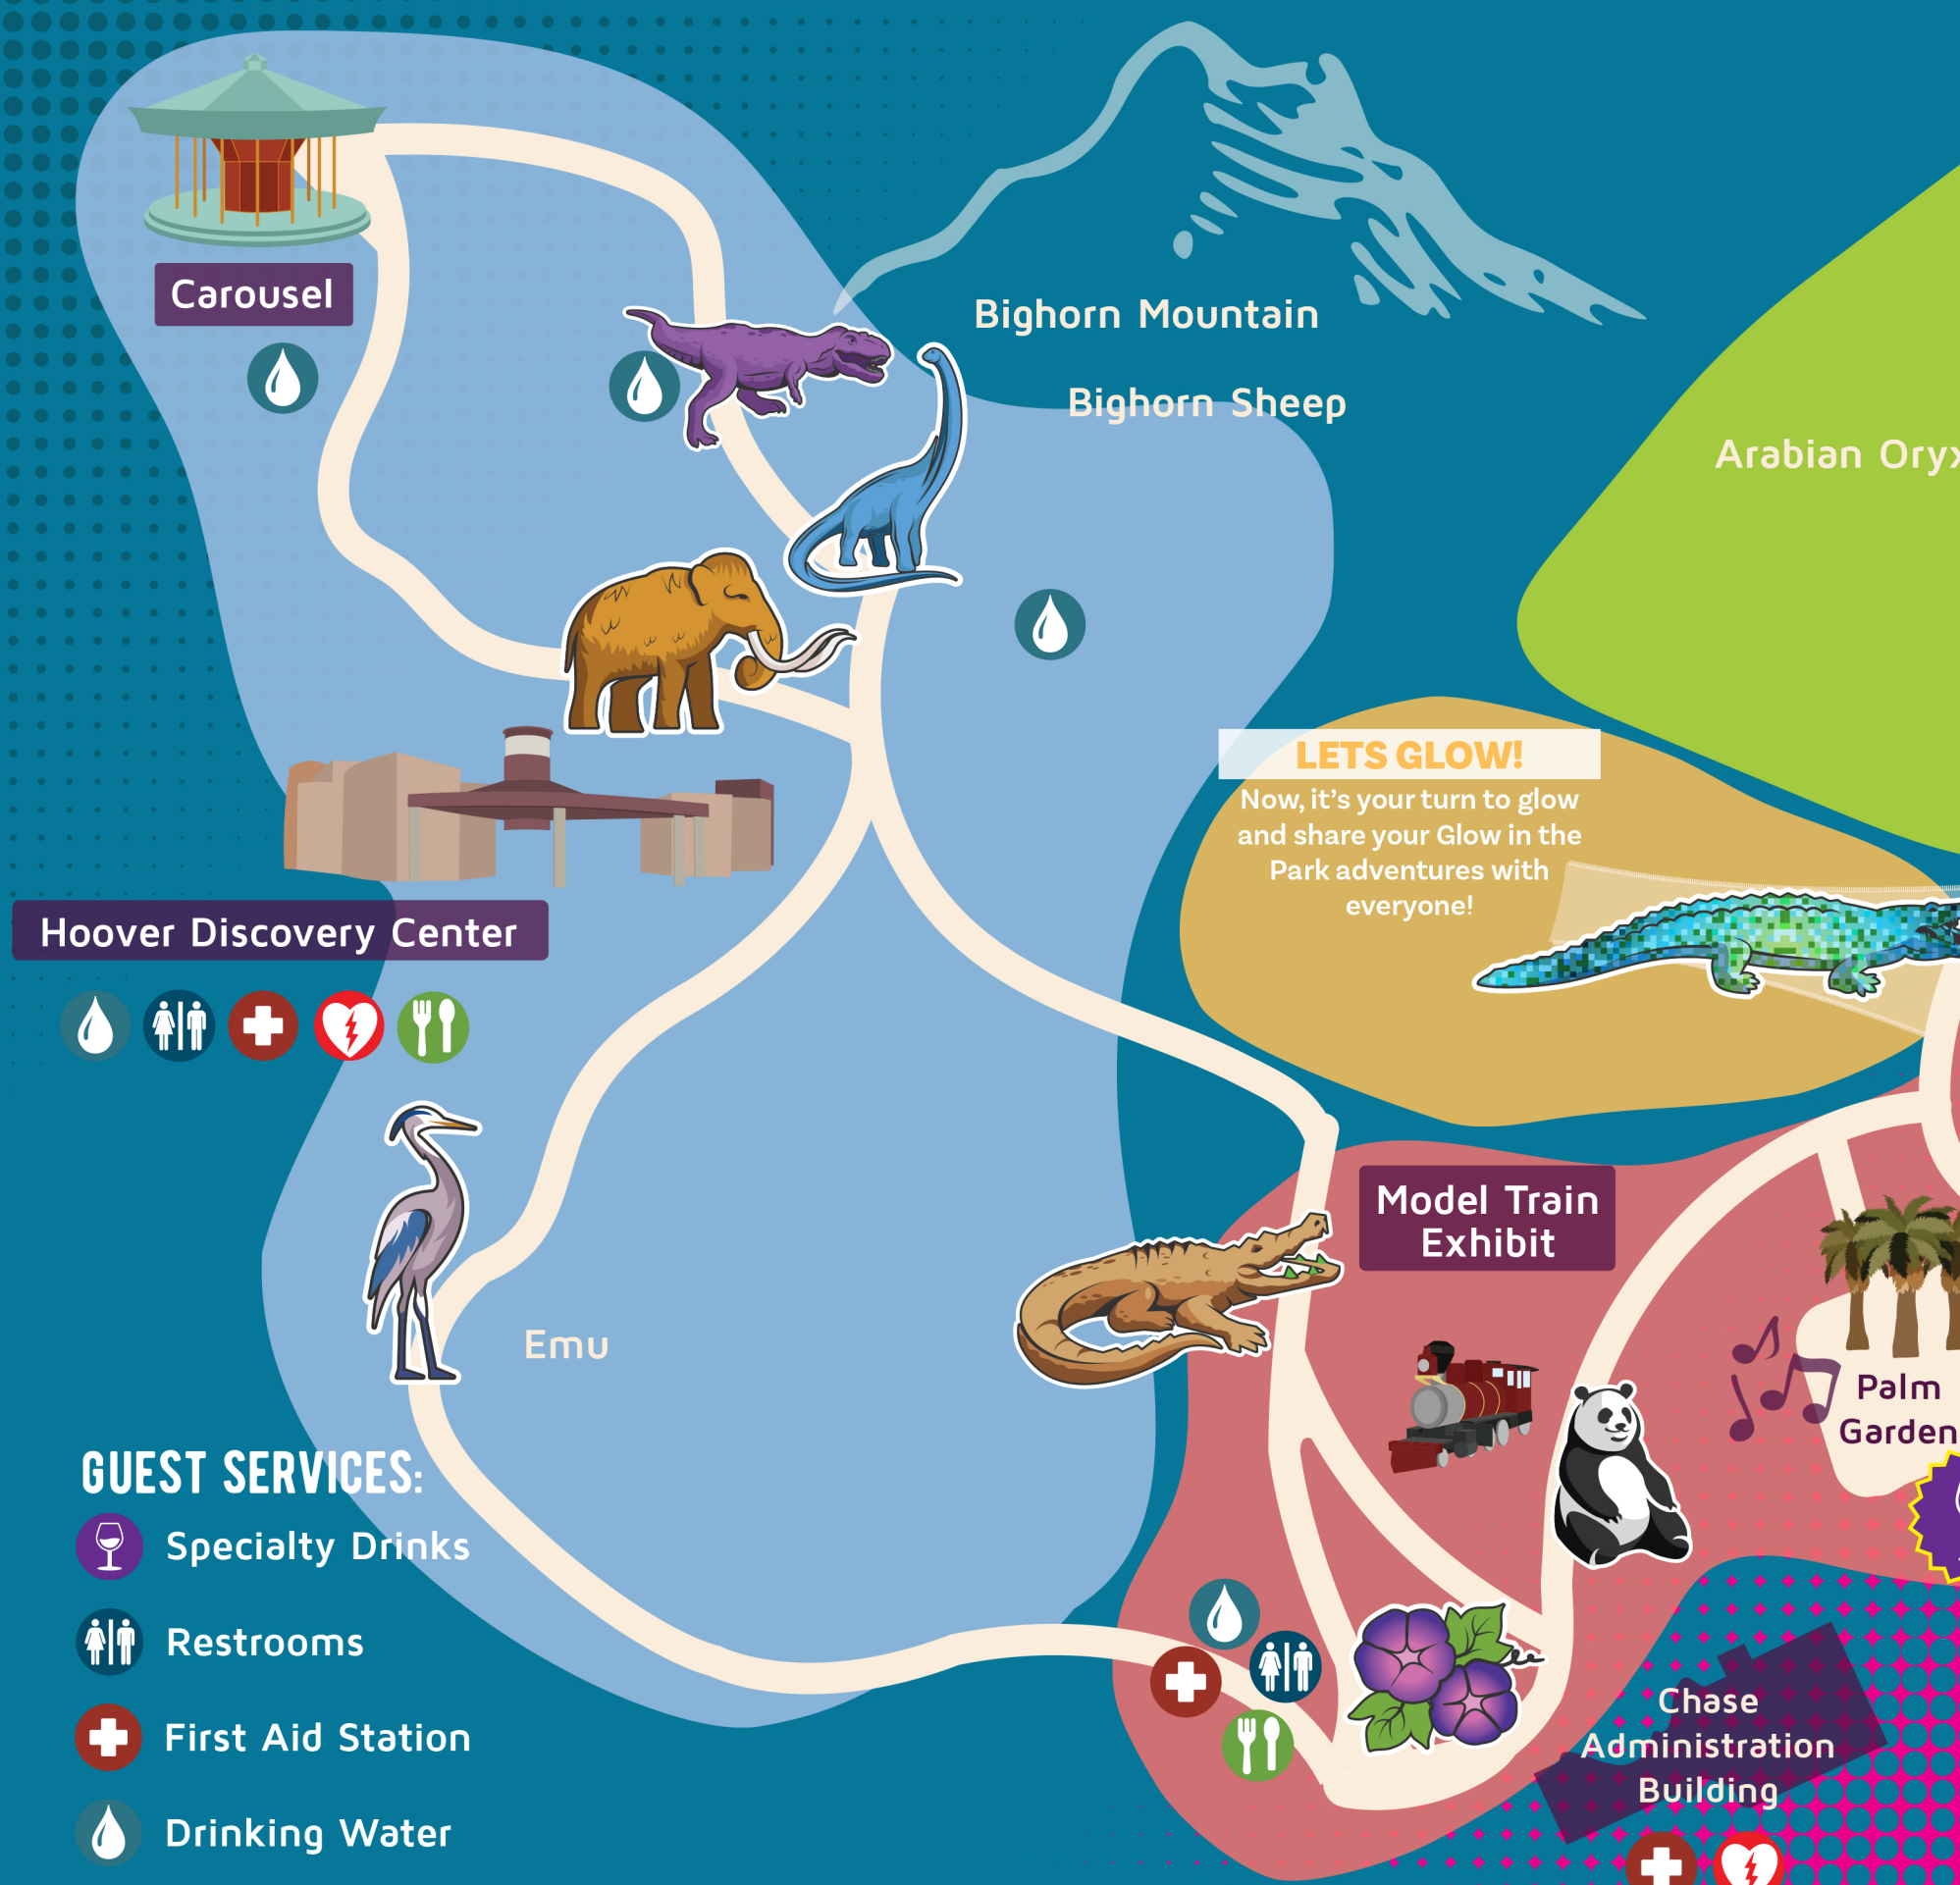 Carousel
Bighorn Mountain
Bighorn Sheep
Arabian Oryx
LETS GLOW!
Now, it's your turn to glow
and share your Glow in the
Park adventures with
everyone!
Hoover Discovery Center
Model Train
Exhibit
Emu
Palm
Garden
GUEST SERVICES:
Specialty Drinks
Restrooms
First Aid Station
Drinking Water
Chase
Administration
Building